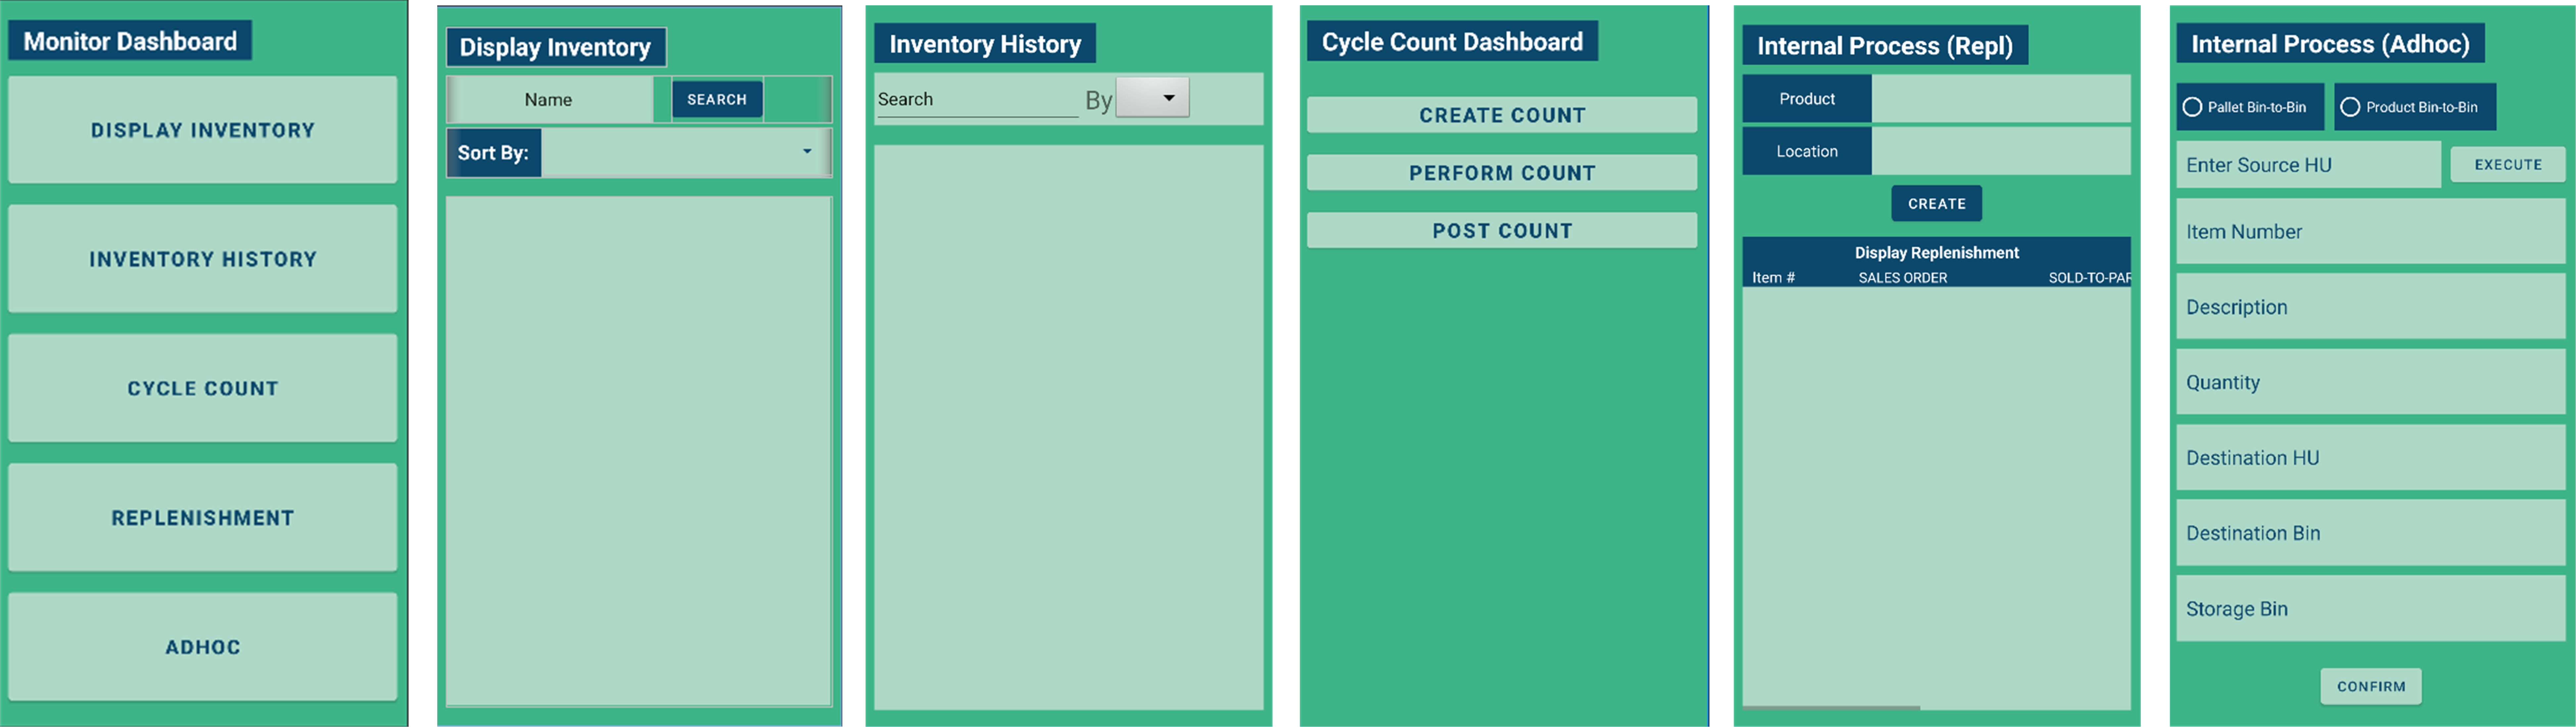 Monitor Dashboard
DISPLAY INVENTORY
INVENTORY HISTORY
CYCLE COUNT
REPLENISHMENT
ADHOC
Display Inventory
Name SEARCH
Sort By:
Inventory History
Search By
Cycle Count Dashboard
CREATE COUNT
PERFORM COUNT
POST COUNT
Internal Process (Repl)
Product
Location
CREATE
Display Replenishment
Item # SALES ORDER SOLD-TO-PAR
Internal Process (Adhoc)
Pallet Bin-to-Bin Product Bin-to-Bin
Enter Source HU EXECUTE
Item Number
Description
Quantity
Destination HU
Destination Bin
Storage Bin
CONFIRM